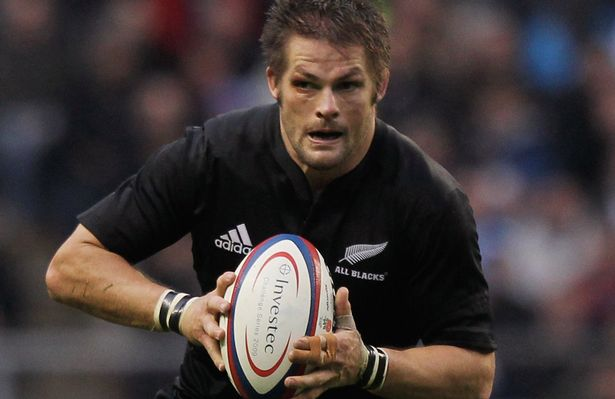 adidas
ALL BLACKS
Investec
Challenge Series 2009